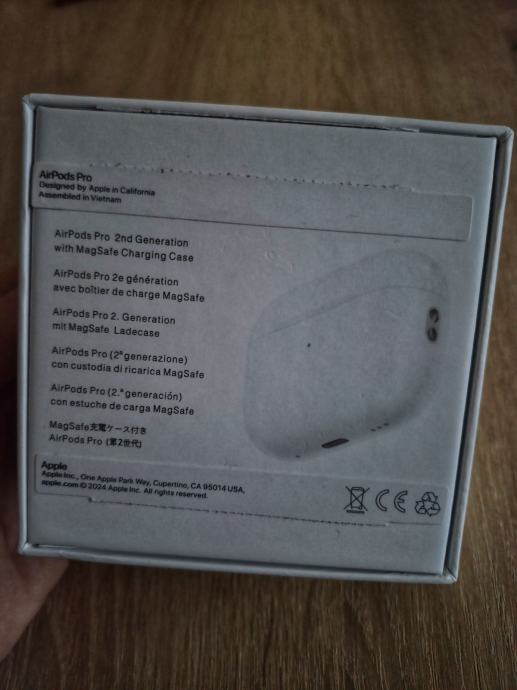 AirPods Pro
Designed by Apple in California
Assembled in Vietnam
AirPods Pro 2nd Generation
with MagSafe Charging Case
AirPods Pro 2e génération
avec boîtier de charge MagSafe
AirPods Pro 2. Generation
mit MagSafe Ladecase
AirPods Pro (2ª generazione)
con custodia di ricarica MagSafe
AirPods Pro (2.ª generación)
con estuche de carga MagSafe
MagSafe充電ケース付き
AirPods Pro (第2世代)
Apple
Apple Inc., One Apple Park Way, Cupertino, CA 95014 USA,
apple.com © 2024 Apple Inc. All rights reserved.
CE